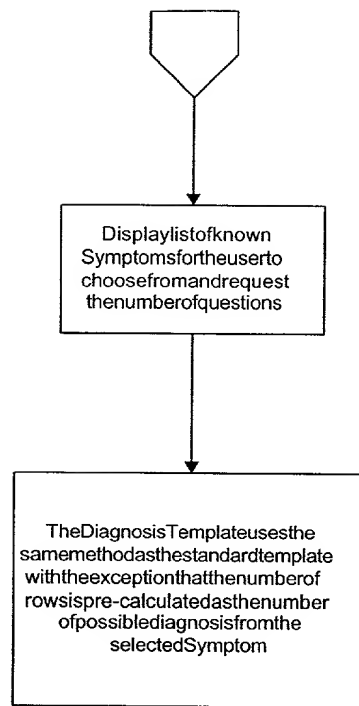 Displaylistofknown
Symptomsfortheuserto
choosefromandrequest
thenumberofquestions
TheDiagnosisTemplateusesthe
samemethodasthestandardtemplate
withtheexceptionthatthenumberof
rowsispre-calculatedasthenumber
ofpossiblediagnosisfromthe
selectedSymptom